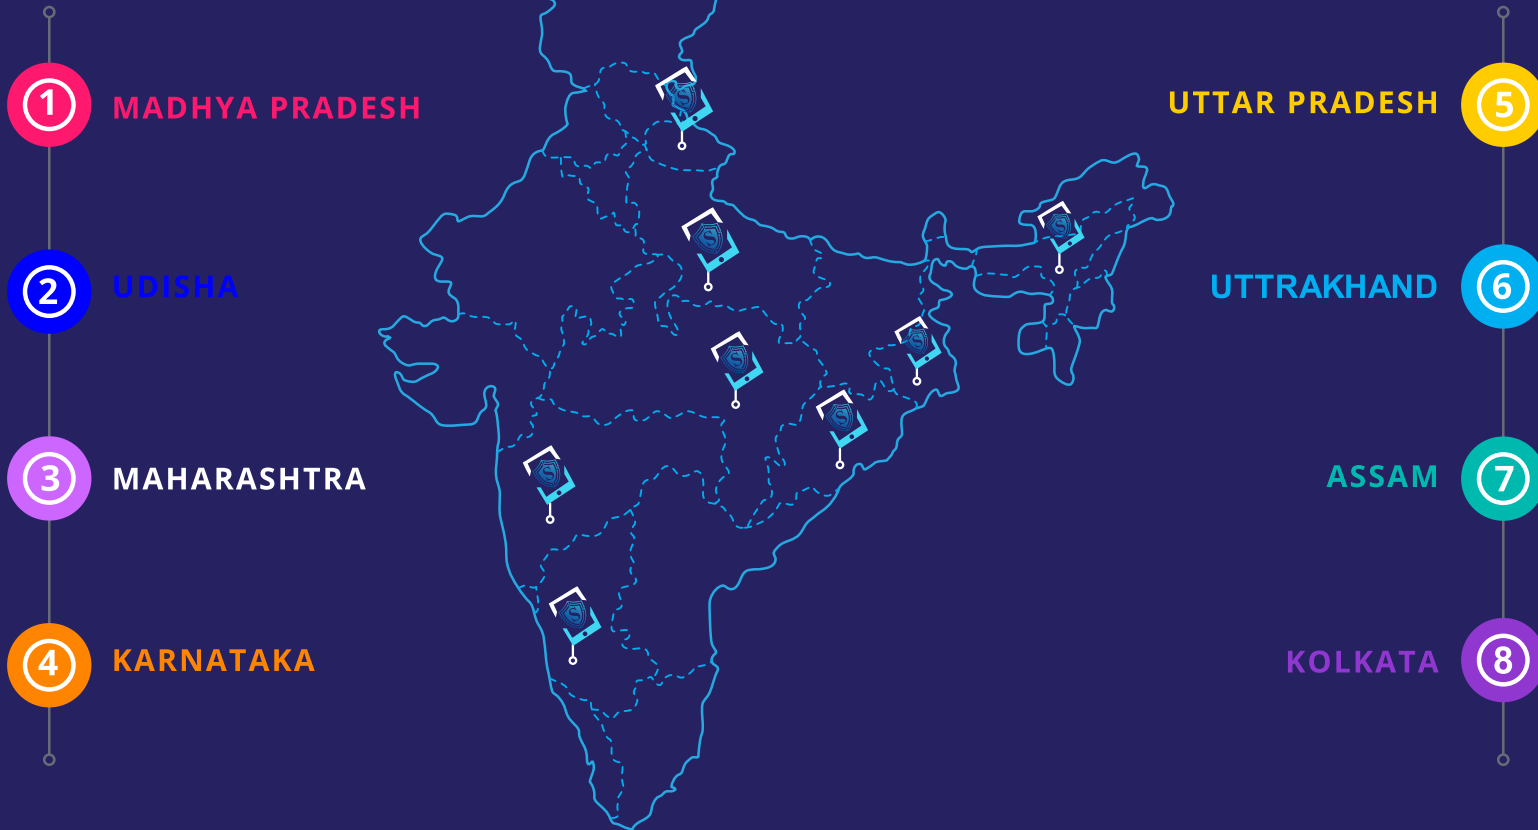 1 MADHYA PRADESH
2 UDISHA
3 MAHARASHTRA
4 KARNATAKA
UTTAR PRADESH 5
UTTRAKHAND 6
ASSAM 7
KOLKATA 8
S
S
S
S
S
S
S
S